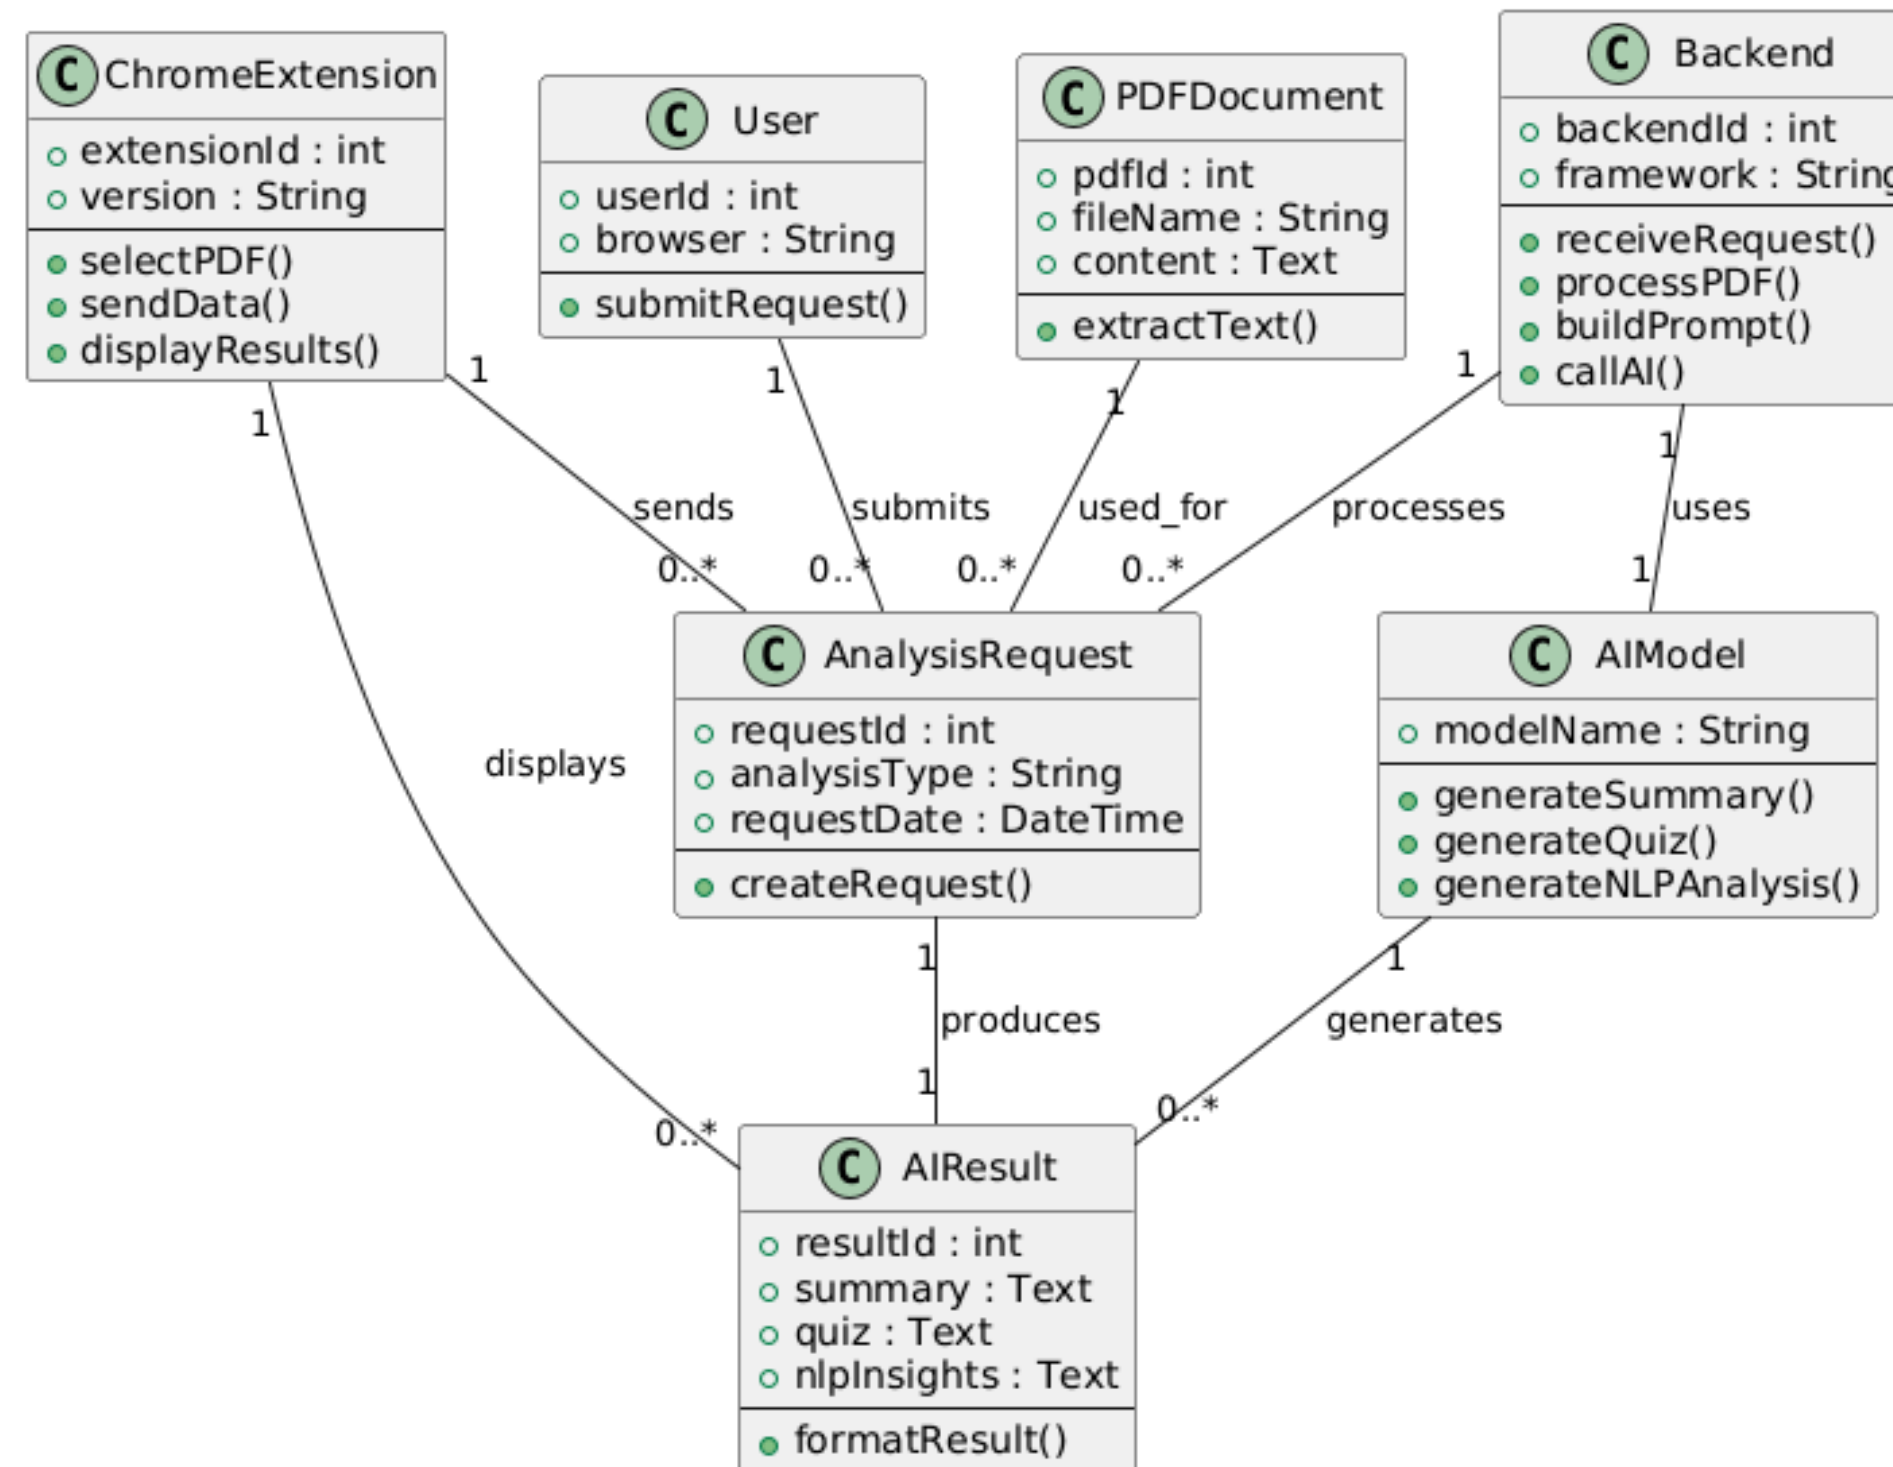 C ChromeExtension
extensionId : int
version : String
selectPDF()
sendData()
displayResults()
C User
userId : int
browser : String
submitRequest()
C PDFDocument
pdfId : int
fileName : String
content : Text
extractText()
C Backend
backendId : int
framework : String
receiveRequest()
processPDF()
buildPrompt()
callAI()
1
1
1
1
1
1
sends
submits
used_for
processes
uses
0..*
0..*
0..*
0..*
1
C AnalysisRequest
requestId : int
analysisType : String
requestDate : DateTime
createRequest()
C AIModel
modelName : String
generateSummary()
generateQuiz()
generateNLPAnalysis()
displays
1
1
produces
generates
1
0..*
0..*
C AIResult
resultId : int
summary : Text
quiz : Text
nlpInsights : Text
formatResult()